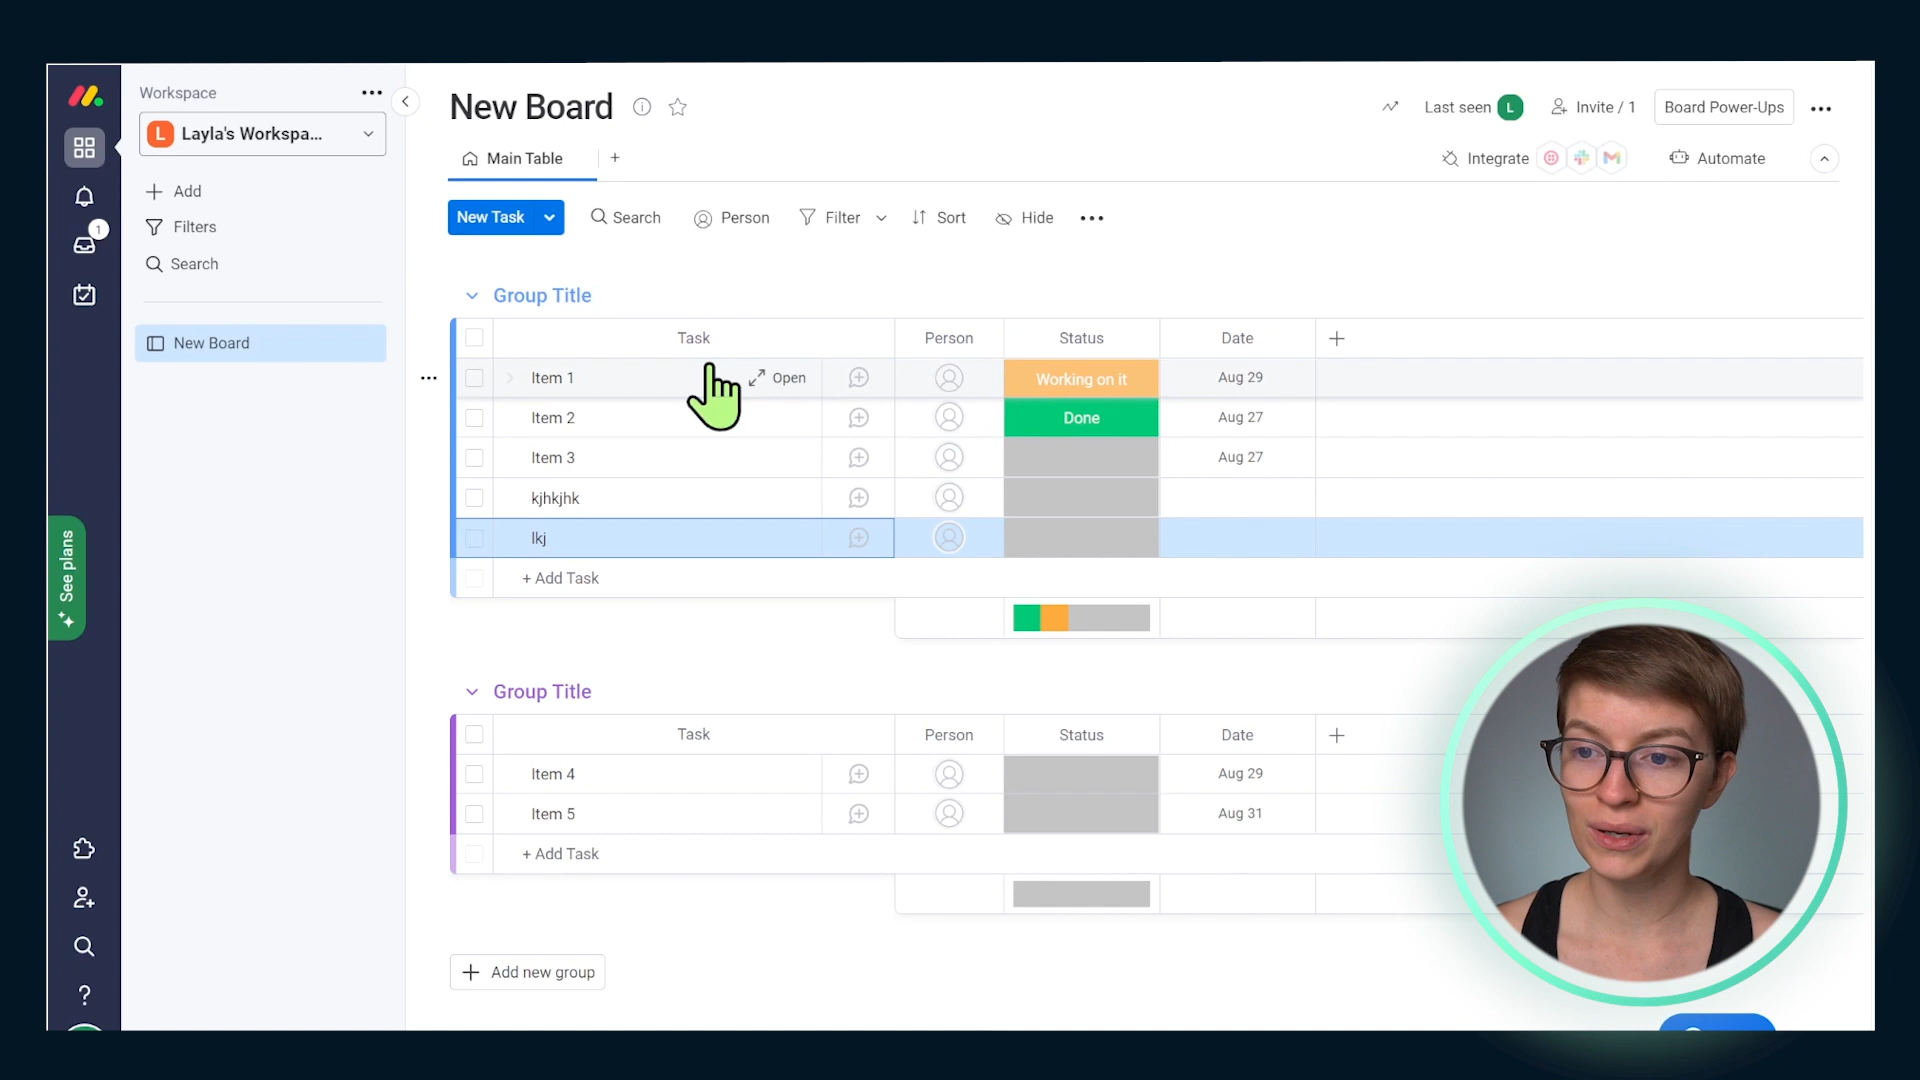 Workspace
L Layla's Workspa...
Add
Filters
Search
New Board
1
See plans
?
New Board
Last seen L
Invite / 1
Board Power-Ups
Main Table
+
Integrate
Automate
New Task
Search
Person
Filter
Sort
Hide
Group Title
Task Person Status Date +
Item 1 Open Working on it Aug 29
Item 2 Done Aug 27
Item 3 Aug 27
kjhkjhk
lkj
+ Add Task
Group Title
Task Person Status Date +
Item 4 Aug 29
Item 5 Aug 31
+ Add Task
+ Add new group